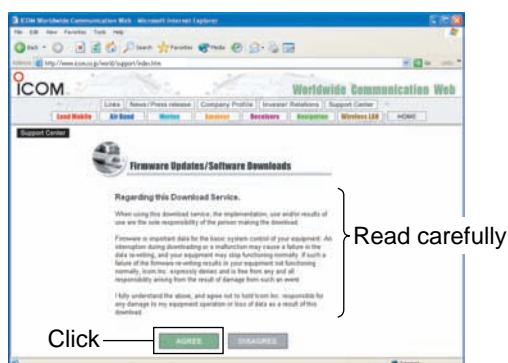 ICOM Worldwide Communication Web - Microsoft Internet Explorer
File Edit View Favorites Tools Help
Back Search Favorites Media
Address http://www.icom.co.jp/world/support/index.htm
ICOM
Worldwide Communication Web
Links News/Press release Company Profile Investor Relations Support Center
Land Mobile Air Band Marine Amateur Receivers Navigation Wireless LAN HOME
Support Center
Firmware Updates/Software Downloads
Regarding this Download Service.
When using this download service, the implementation, use and/or results of
use are the sole responsibility of the person making the download.
Firmware is important data for the basic system control of your equipment. An
interruption during downloading or a malfunction may cause a failure in the
data re-writing, and your equipment may stop functioning normally. If such a
failure of the firmware re-writing results in your equipment not functioning
normally, Icom Inc. expressly denies and is free from any and all
responsibility arising from the result of damage from such an event.
I fully understand the above, and agree not to hold Icom Inc. responsible for
any damage to my equipment operation or loss of data as a result of this
download.
Read carefully
Click
AGREE DISAGREE